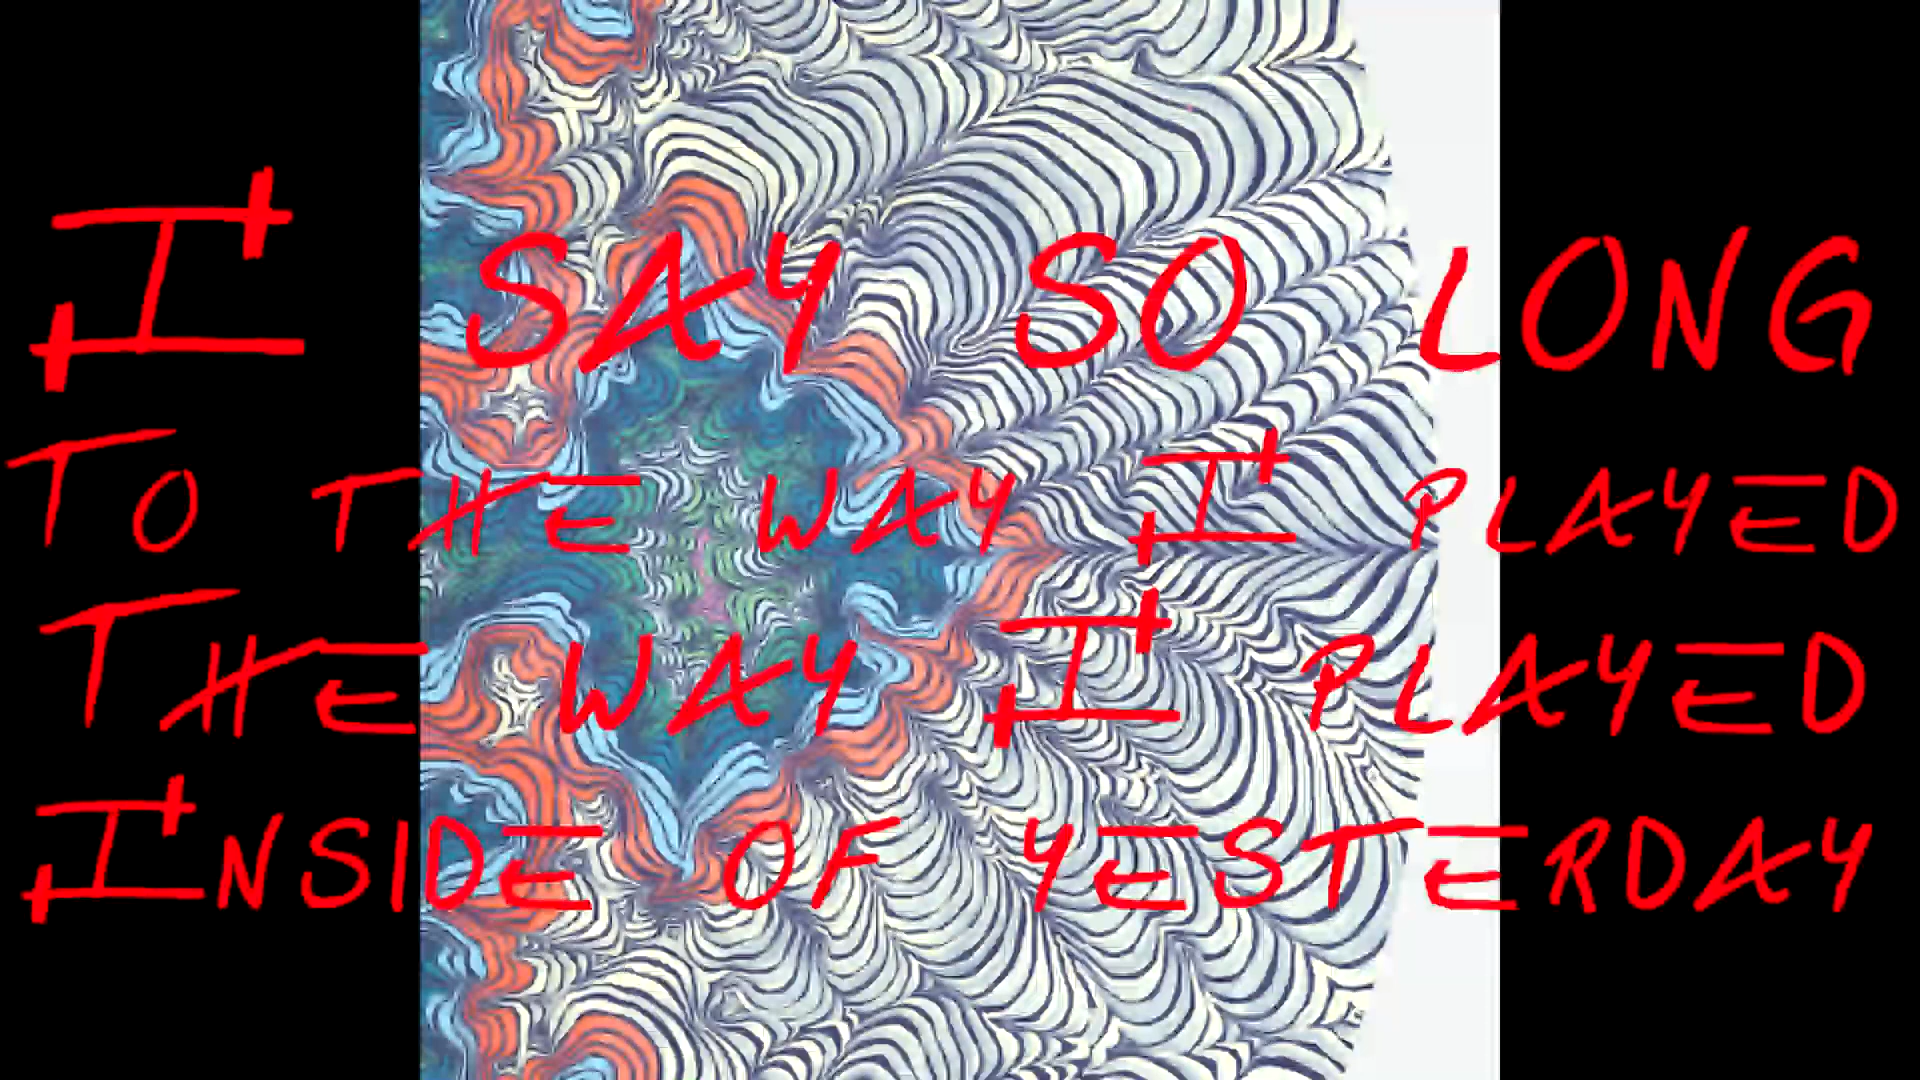 I SAY SO LONG
TO THE WAY I PLAYED
THE WAY I PLAYED
INSIDE OF YESTERDAY